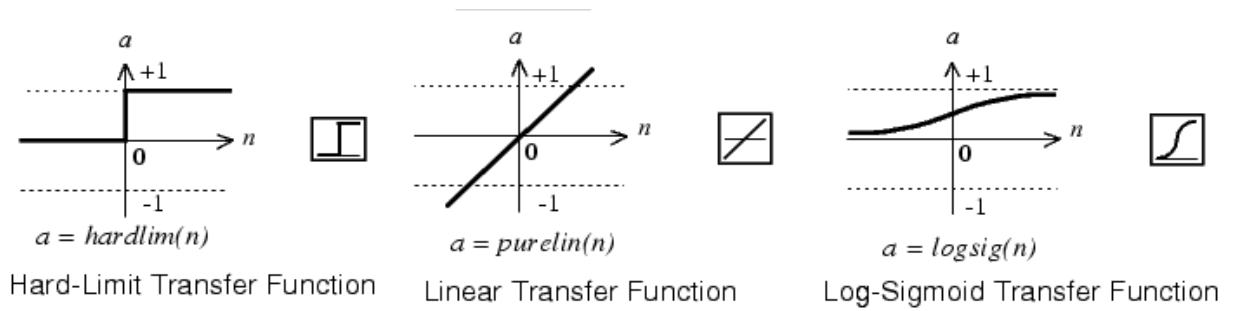 a
+1
n
0
-1
a = hardlim(n)
Hard-Limit Transfer Function
a
+1
n
0
-1
a = purelin(n)
Linear Transfer Function
a
+1
n
0
-1
a = logsig(n)
Log-Sigmoid Transfer Function